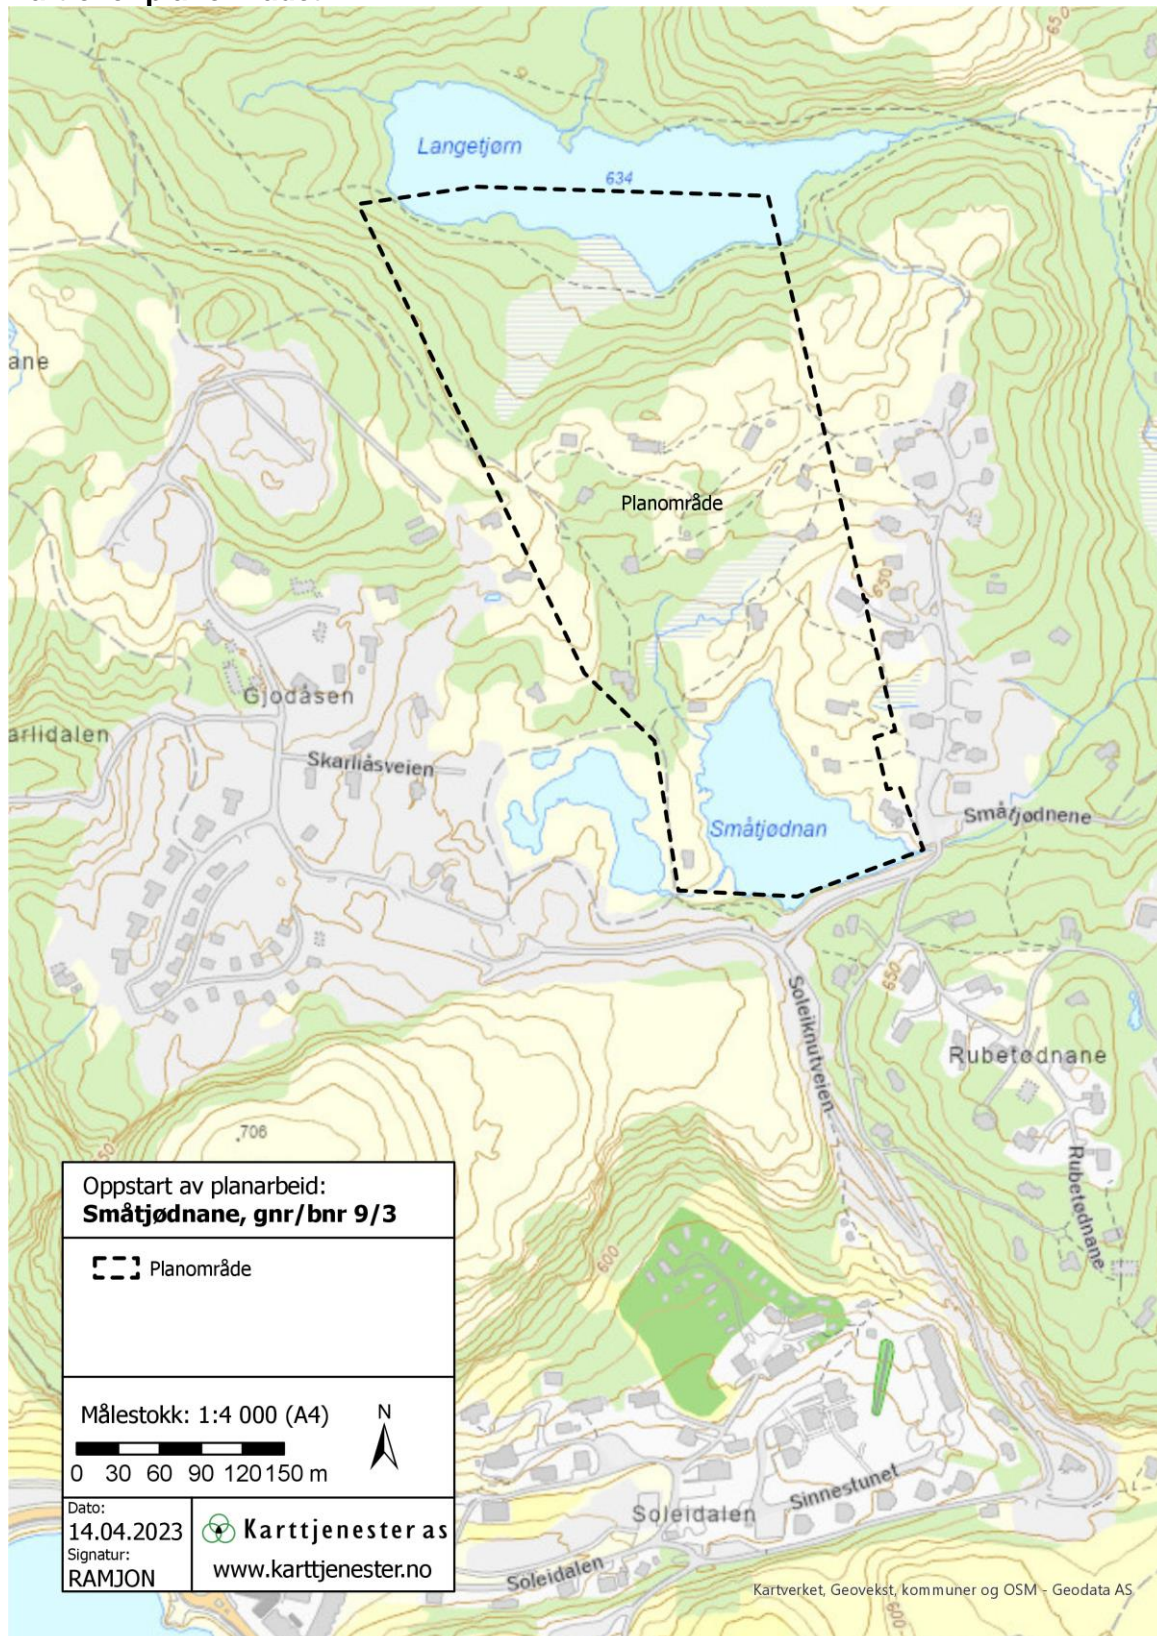 650
650
Langetjørn
634
ane
Planområde
650
Gjodåsen
arlidalen
Skarliåsveien
Småtjødnene
Småtjødnan
650
Soleiknutveien
Rubetødnane
706
Rubetødnane
600
Oppstart av planarbeid:
Småtjødnane, gnr/bnr 9/3
Planområde
Målestokk: 1:4 000 (A4)
N
0 30 60 90 120 150 m
Dato:
14.04.2023
Signatur:
RAMJON
Karttjenester as
www.karttjenester.no
Sinnestunet
Soleidalen
Soleidalen
Kartverket, Geovekst, kommuner og OSM - Geodata AS
600